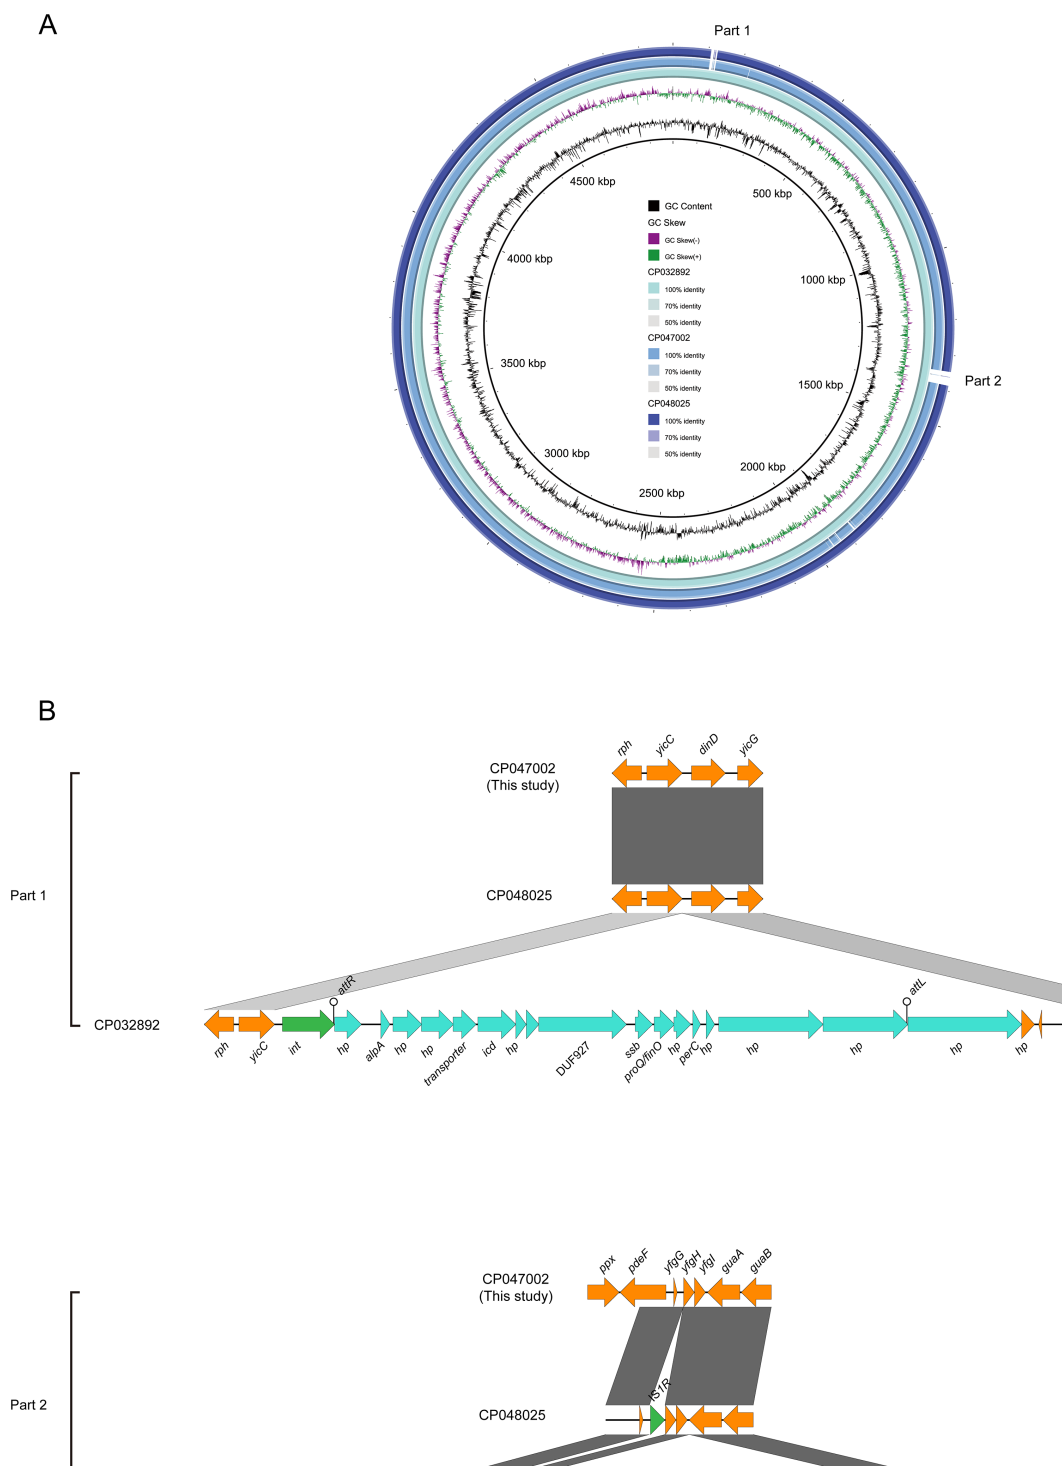 A
Part 1
4500 kbp
500 kbp
GC Content
GC Skew
GC Skew(-)
GC Skew(+)
4000 kbp
CP032892
1000 kbp
100% identity
70% identity
50% identity
CP047002
3500 kbp
100% identity
70% identity
Part 2
50% identity
1500 kbp
CP048025
100% identity
70% identity
3000 kbp
50% identity
2000 kbp
2500 kbp
B
rph yicC dinD yicG
CP047002
(This study)
Part 1
CP048025
attR attL
CP032892
rph yicC int hp alpA hp hp transporter icd hp DUF927 ssb proQ/finO hp perC hp hp hp hp hp
ppx pdeF yfgG yfgH yfgI guaA guaB
CP047002
(This study)
IS1R
Part 2
CP048025